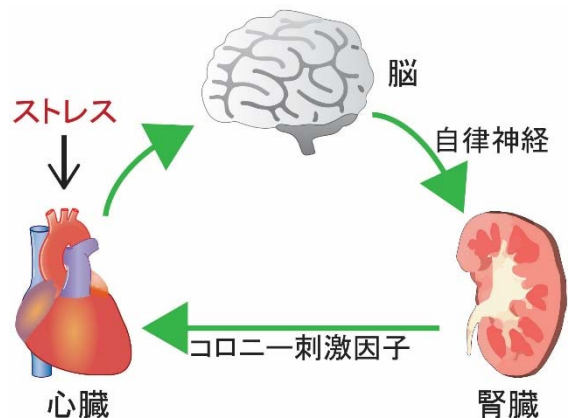 脳
ストレス
自律神経
コロニー刺激因子
心臓
腎臓